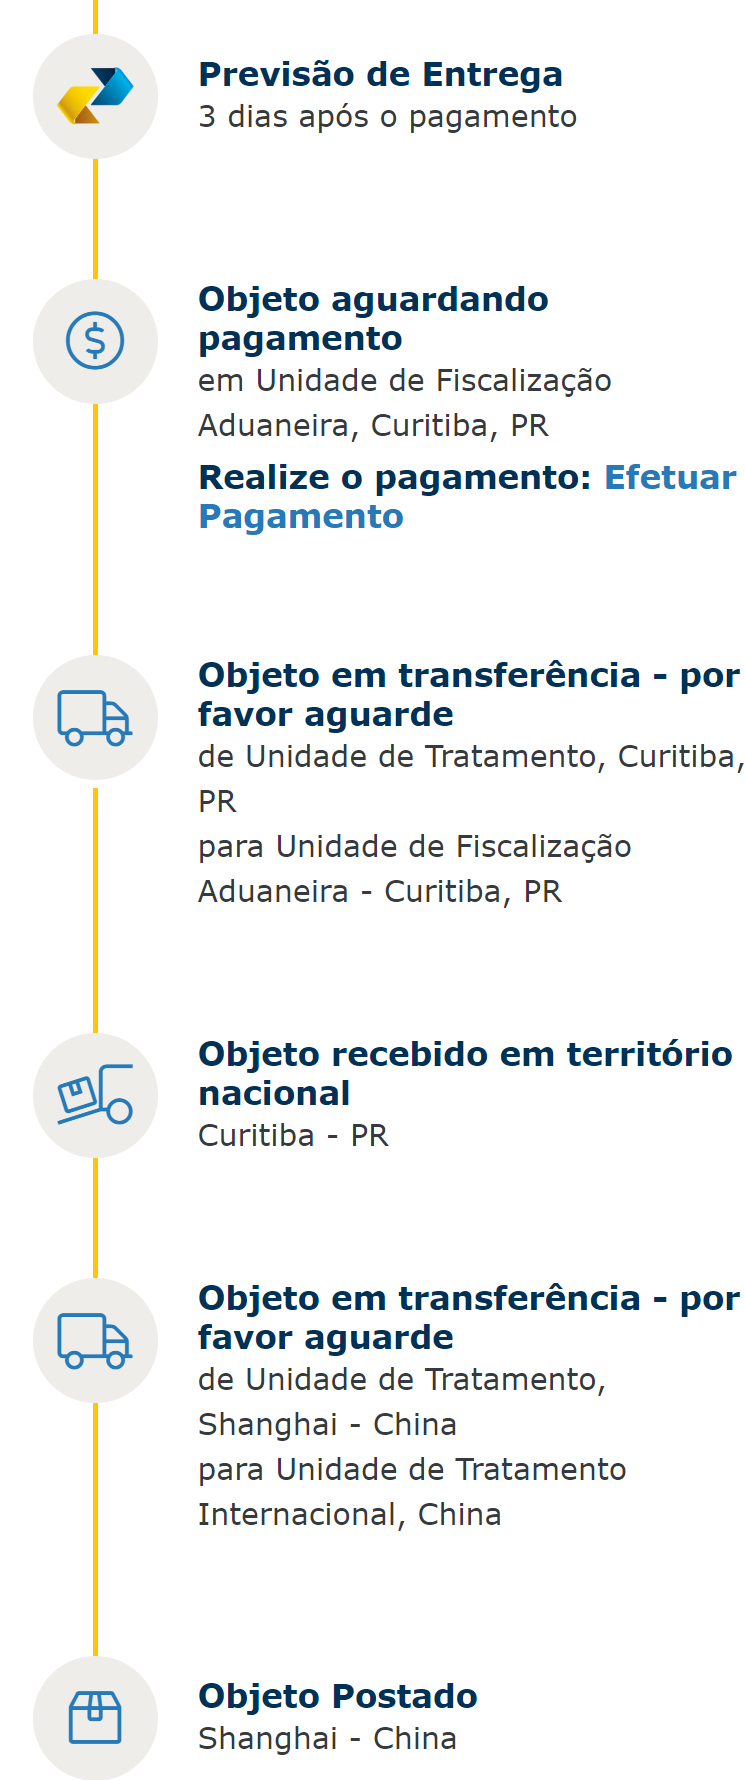 Previsão de Entrega
3 dias após o pagamento
Objeto aguardando
pagamento
em Unidade de Fiscalização
Aduaneira, Curitiba, PR
Realize o pagamento: Efetuar
Pagamento
Objeto em transferência - por
favor aguarde
de Unidade de Tratamento, Curitiba,
PR
para Unidade de Fiscalização
Aduaneira - Curitiba, PR
Objeto recebido em território
nacional
Curitiba - PR
Objeto em transferência - por
favor aguarde
de Unidade de Tratamento,
Shanghai - China
para Unidade de Tratamento
Internacional, China
Objeto Postado
Shanghai - China